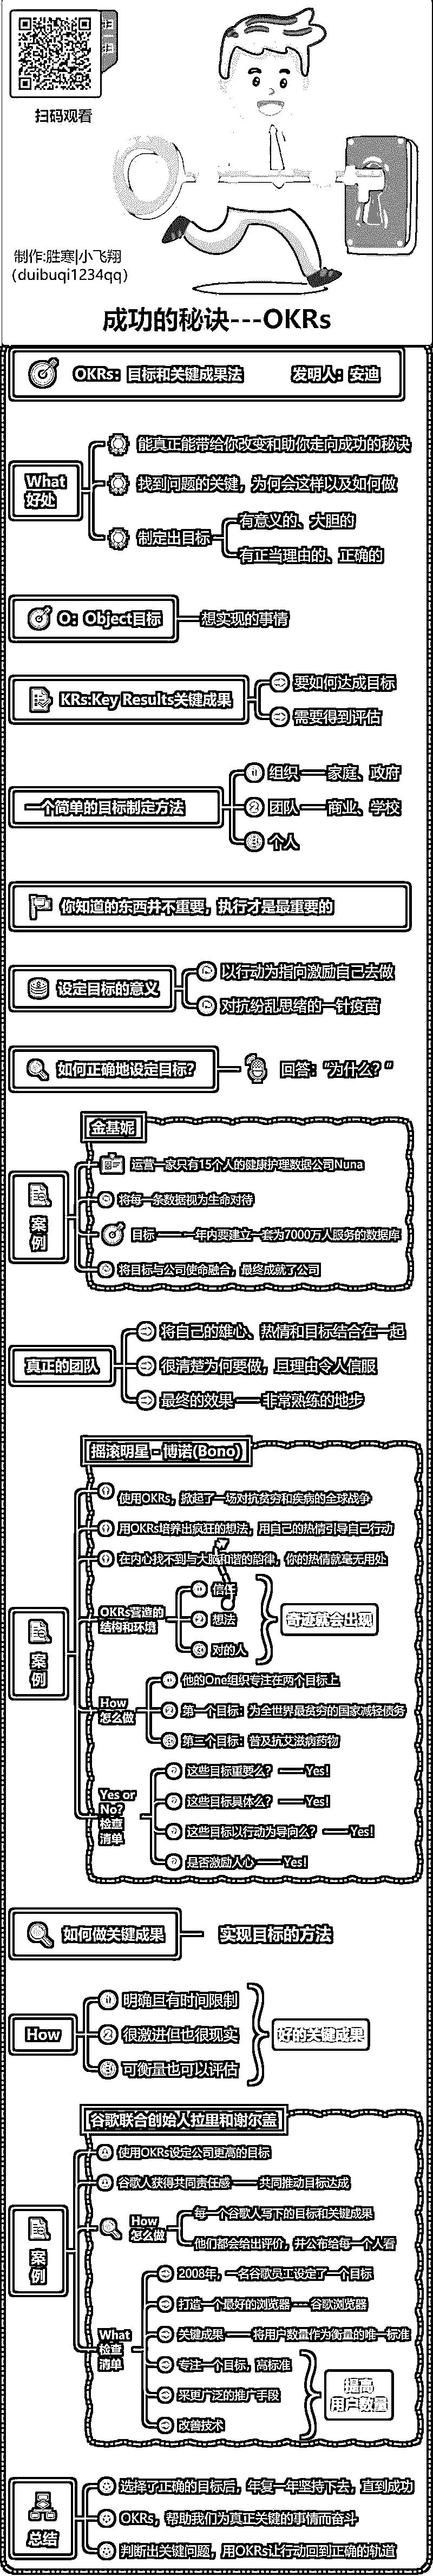 扫码观看
制作:胜寒|小飞翔
(duibuqi1234qq)
成功的秘诀---OKRs
OKRs：目标和关键成果法 发明人：安迪
What
好处
能真正能带给你改变和助你走向成功的秘诀
找到问题的关键，为何会这样以及如何做
制定出目标
有意义的、大胆的
有正当理由的、正确的
O：Object目标
想实现的事情
KRs:Key Results关键成果
要如何达成目标
需要得到评估
一个简单的目标制定方法
组织
家庭、政府
团队
商业、学校
个人
你知道的东西并不重要，执行才是最重要的
设定目标的意义
以行动为指向激励自己去做
对抗纷乱思绪的一针疫苗
如何正确地设定目标？
回答：“为什么？”
案例
金基妮
运营一家只有15个人的健康护理数据公司Nuna
将每一条数据视为生命对待
目标
一年内要建立一套为7000万人服务的数据库
将目标与公司使命融合，最终成就了公司
真正的团队
将自己的雄心、热情和目标结合在一起
很清楚为何要做，且理由令人信服
最终的效果
非常熟练的地步
案例
摇滚明星 - 博诺(Bono)
使用OKRs，掀起了一场对抗贫穷和疾病的全球战争
用OKRs培养出疯狂的想法，用自己的热情引导自己行动
在内心找不到与大脑和谐的韵律，你的热情就毫无用处
OKRs营造的
结构和环境
信任
想法
对的人
奇迹就会出现
How
怎么做
他的One组织专注在两个目标上
第一个目标：为全世界最贫穷的国家减轻债务
第二个目标：普及抗艾滋病药物
Yes or
No?
检查
清单
这些目标重要么？
Yes!
这些目标具体么？
Yes!
这些目标以行动为导向么？
Yes!
是否激励人心
Yes!
如何做关键成果
实现目标的方法
How
明确且有时间限制
很激进但也很现实
可衡量也可以评估
好的关键成果
案例
谷歌联合创始人拉里和谢尔盖
使用OKRs设定公司更高的目标
谷歌人获得共同责任感
共同推动目标达成
How
怎么做
每一个谷歌人写下的目标和关键成果
他们都会给出评价，并公布给每一个人看
What
检查
清单
2008年，一名谷歌员工设定了一个目标
打造一个最好的浏览器 --- 谷歌浏览器
关键成果
将用户数量作为衡量的唯一标准
专注一个目标，高标准
采更广泛的推广手段
改善技术
提高
用户数量
总结
选择了正确的目标后，年复一年坚持下去，直到成功
OKRs，帮助我们为真正关键的事情而奋斗
判断出关键问题，用OKRs让行动回到正确的轨道